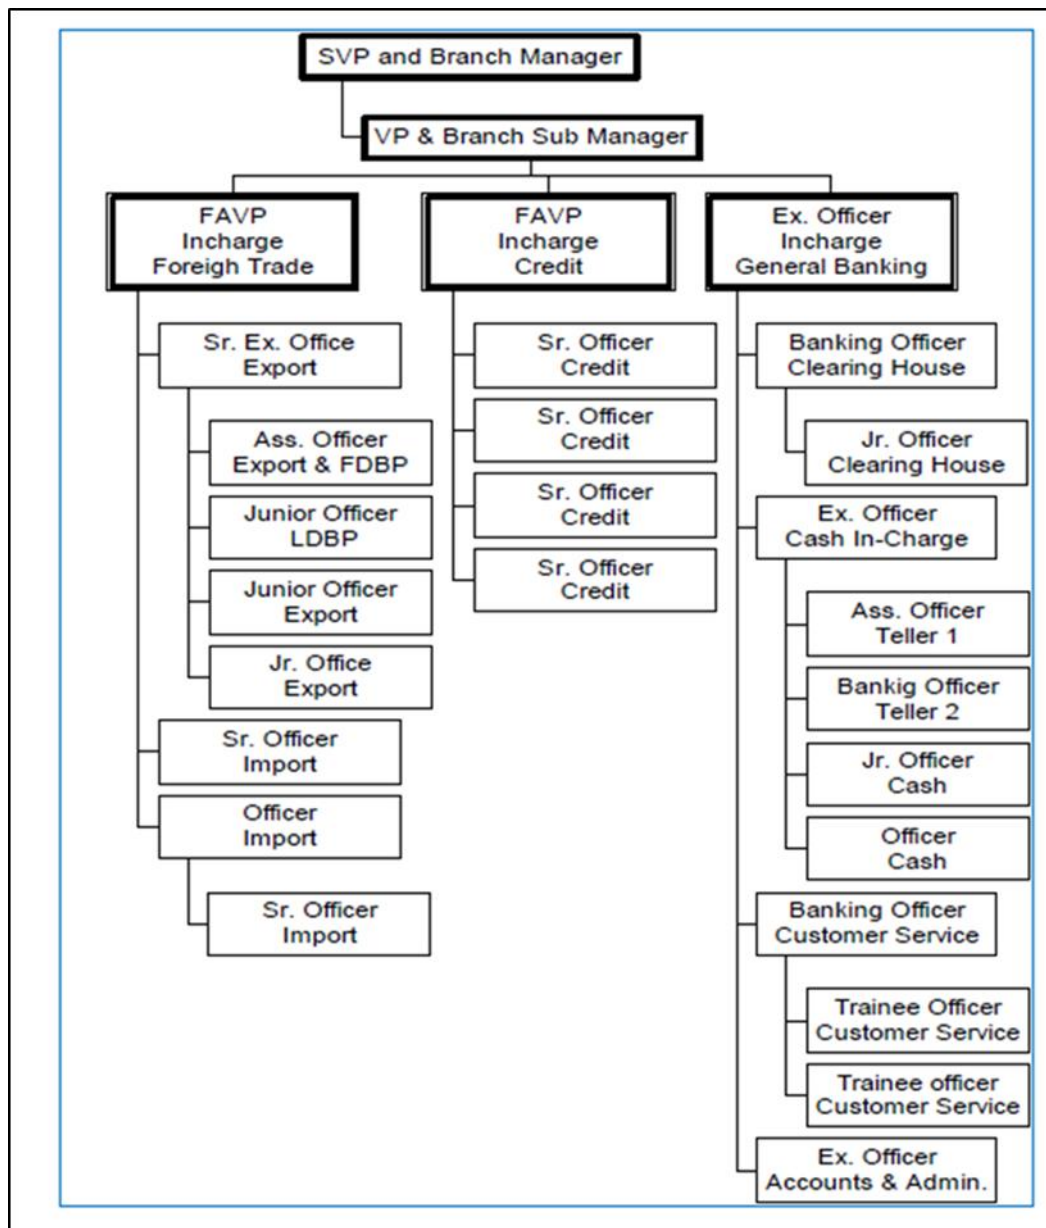 SVP and Branch Manager
VP & Branch Sub Manager
FAVP
Incharge
Foreigh Trade
Sr. Ex. Office
Export
Ass. Officer
Export & FDBP
Junior Officer
LDBP
Junior Officer
Export
Jr. Office
Export
Sr. Officer
Import
Officer
Import
Sr. Officer
Import
FAVP
Incharge
Credit
Sr. Officer
Credit
Sr. Officer
Credit
Sr. Officer
Credit
Sr. Officer
Credit
Ex. Officer
Incharge
General Banking
Banking Officer
Clearing House
Jr. Officer
Clearing House
Ex. Officer
Cash In-Charge
Ass. Officer
Teller 1
Bankig Officer
Teller 2
Jr. Officer
Cash
Officer
Cash
Banking Officer
Customer Service
Trainee Officer
Customer Service
Trainee officer
Customer Service
Ex. Officer
Accounts & Admin.